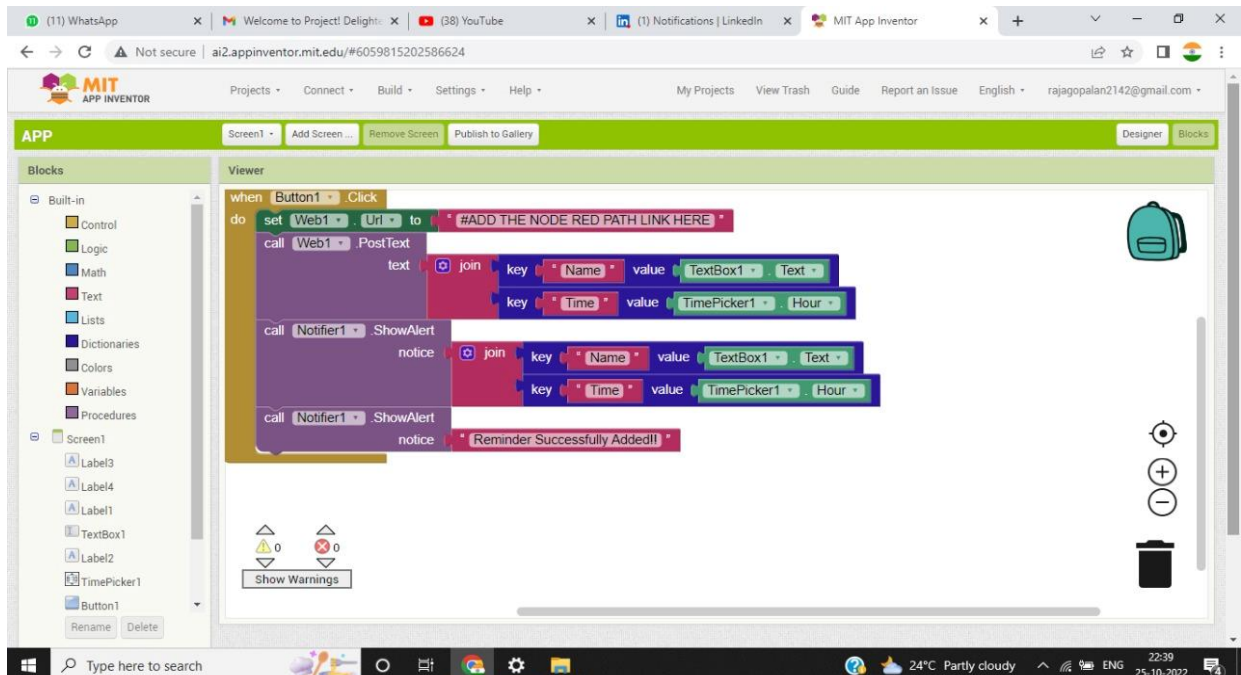 (11) WhatsApp
Welcome to Project! Delighte
(38) YouTube
(1) Notifications | LinkedIn
MIT App Inventor
Not secure | ai2.appinventor.mit.edu/#6059815202586624
MIT
APP INVENTOR
Projects Connect Build Settings Help My Projects View Trash Guide Report an Issue English rajagopalan2142@gmail.com
APP Screen1 Add Screen ... Remove Screen Publish to Gallery Designer Blocks
Blocks
Viewer
Built-in
Control
Logic
Math
Text
Lists
Dictionaries
Colors
Variables
Procedures
Screen1
Label3
Label4
Label1
TextBox1
Label2
TimePicker1
Button1
Rename Delete
when Button1 .Click
do set Web1 . Url to " #ADD THE NODE RED PATH LINK HERE "
call Web1 .PostText
text join key " Name " value TextBox1 . Text
key " Time " value TimePicker1 . Hour
call Notifier1 .ShowAlert
notice join key " Name " value TextBox1 . Text
key " Time " value TimePicker1 . Hour
call Notifier1 .ShowAlert
notice " Reminder Successfully Added!! "
0 0
Show Warnings
Type here to search
24°C Partly cloudy
ENG
22:39
25-10-2022